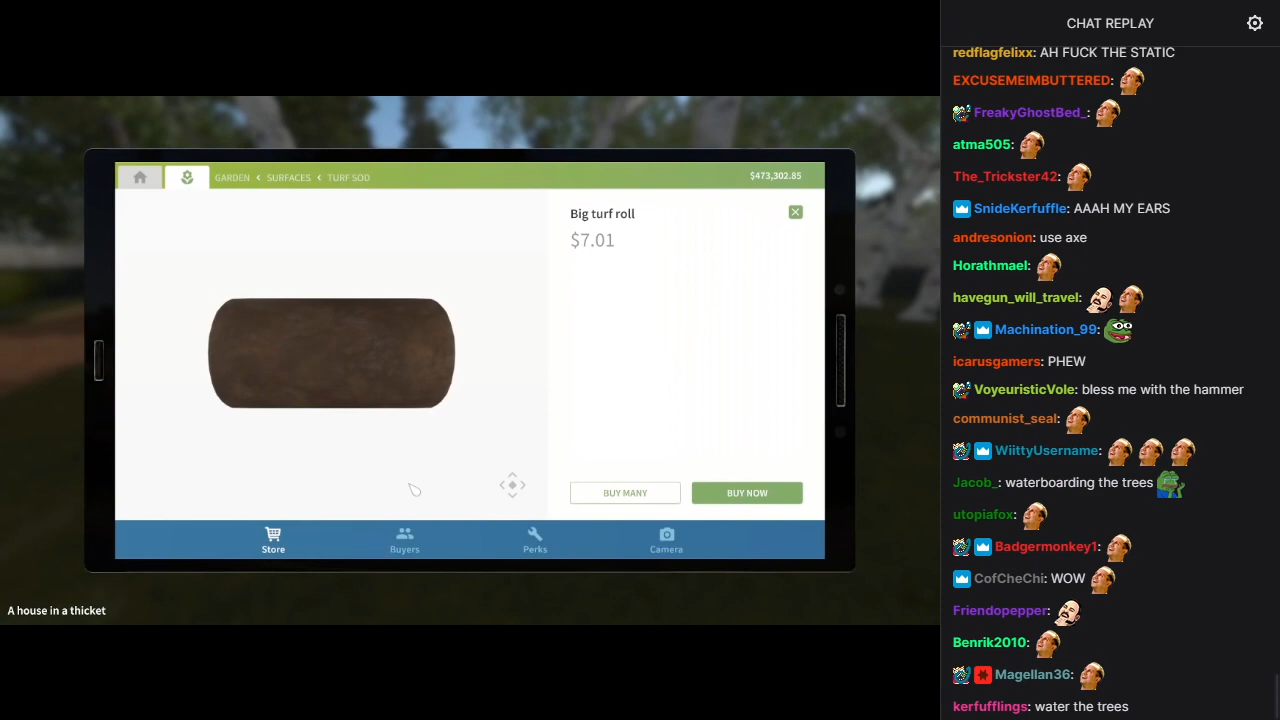 GARDEN < SURFACES < TURF SOD
$473,302.85
Big turf roll
$7.01
BUY MANY
BUY NOW
Store
Buyers
Perks
Camera
A house in a thicket
CHAT REPLAY
redflagfelixx: AH FUCK THE STATIC
EXCUSEMEIMBUTTERED:
FreakyGhostBed_:
atma505:
The_Trickster42:
SnideKerfuffle: AAAH MY EARS
andresonion: use axe
Horathmael:
havegun_will_travel:
Machination_99:
icarusgamers: PHEW
VoyeuristicVole: bless me with the hammer
communist_seal:
WiittyUsername:
Jacob_: waterboarding the trees
utopiafox:
Badgermonkey1:
CofCheChi: WOW
Friendopepper:
Benrik2010:
Magellan36:
kerfufflings: water the trees